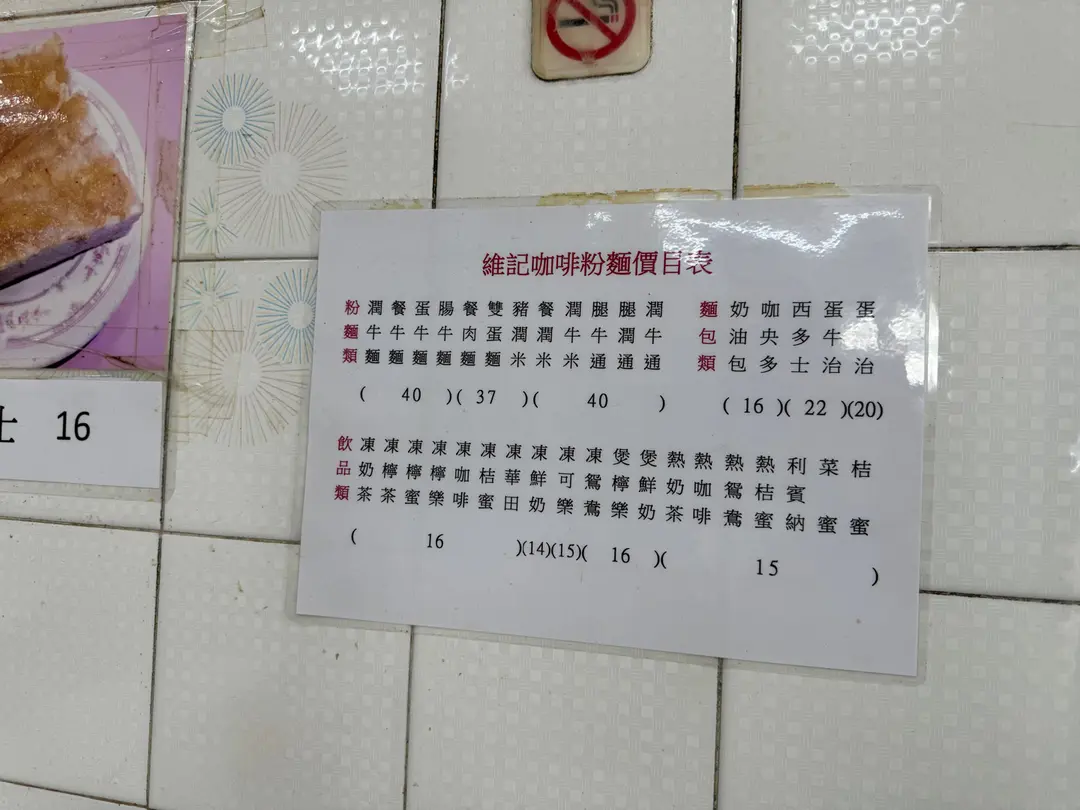 維記咖啡粉麵價目表
粉麵類
潤牛麵
餐牛麵
蛋牛麵
腸牛麵
餐肉麵
雙蛋麵
豬潤米
餐潤米
潤牛米
腿牛通
腿潤通
潤牛通
( 40 )( 37 )( 40 )
麵包類
奶油包
咖央多
西多士
蛋牛治
蛋治
( 16 )( 22 )(20)
飲品類
凍奶茶
凍檸茶
凍檸蜜
凍檸樂
凍咖啡
凍桔蜜
凍華田
凍鮮奶
凍可樂
凍鴛鴦
煲檸樂
煲鮮奶
熱奶茶
熱咖啡
熱鴛鴦
熱桔蜜
利賓納
菜蜜
桔蜜
( 16 )(14)(15)( 16 )( 15 )
士 16